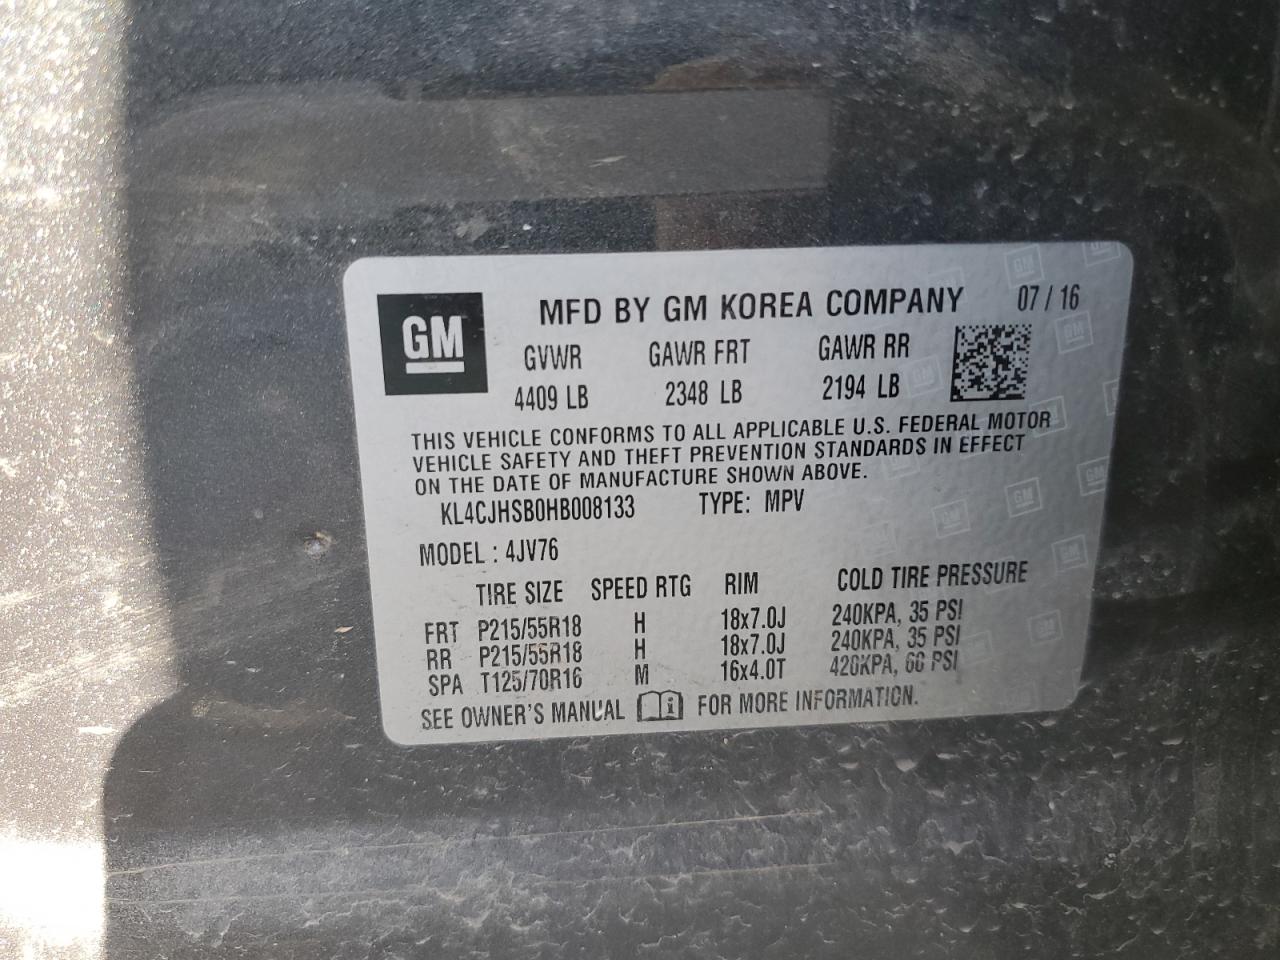 GM
MFD BY GM KOREA COMPANY 07 / 16
GVWR GAWR FRT GAWR RR
4409 LB 2348 LB 2194 LB
THIS VEHICLE CONFORMS TO ALL APPLICABLE U.S. FEDERAL MOTOR
VEHICLE SAFETY AND THEFT PREVENTION STANDARDS IN EFFECT
ON THE DATE OF MANUFACTURE SHOWN ABOVE.
KL4CJHSB0HB008133 TYPE: MPV
MODEL : 4JV76
TIRE SIZE SPEED RTG RIM COLD TIRE PRESSURE
FRT P215/55R18 H 18x7.0J 240KPA, 35 PSI
RR P215/55R18 H 18x7.0J 240KPA, 35 PSI
SPA T125/70R16 M 16x4.0T 420KPA, 60 PSI
SEE OWNER'S MANUAL i FOR MORE INFORMATION.